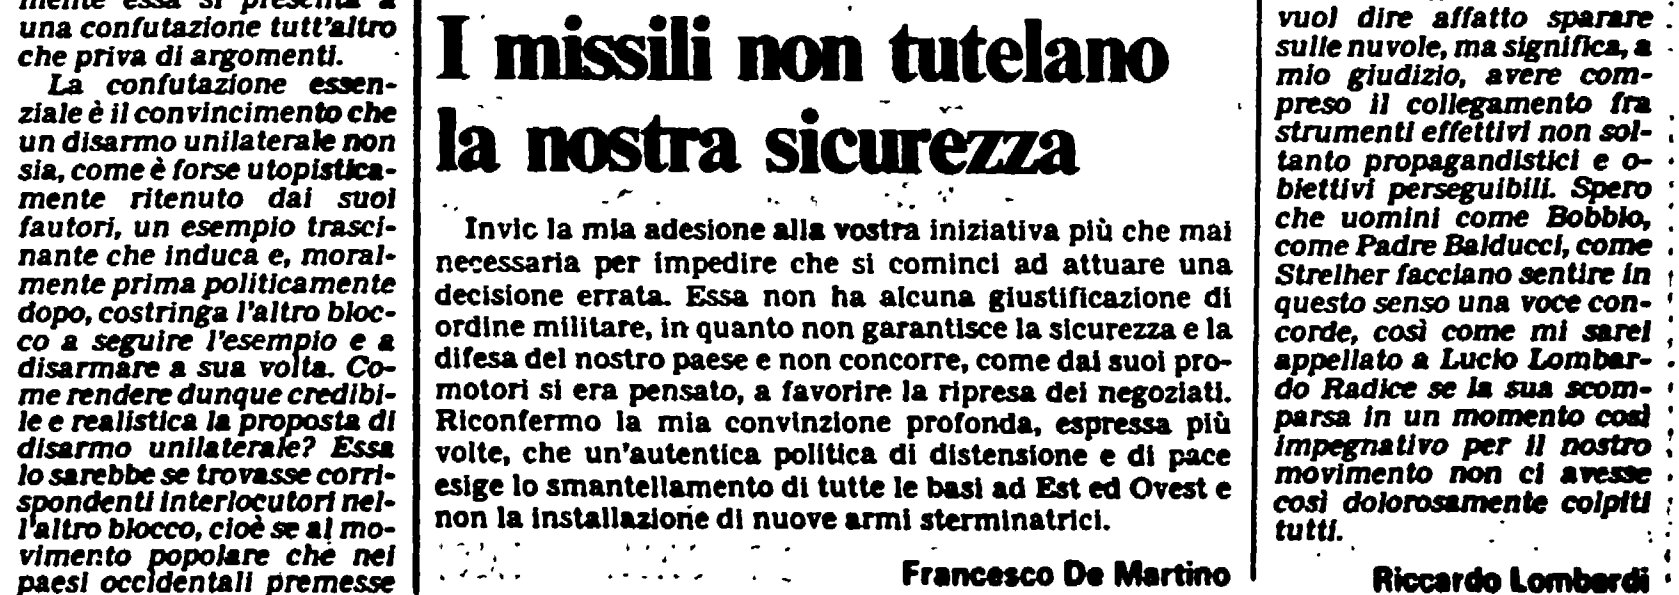 mente essa si presenta a
una confutazione tutt'altro
che priva di argomenti.
La confutazione essen-
ziale è il convincimento che
un disarmo unilaterale non
sia, come è forse utopistica-
mente ritenuto dai suoi
fautori, un esempio trasci-
nante che induca e, moral-
mente prima politicamente
dopo, costringa l'altro bloc-
co a seguire l'esempio e a
disarmare a sua volta. Co-
me rendere dunque credibi-
le e realistica la proposta di
disarmo unilaterale? Essa
lo sarebbe se trovasse corri-
spondenti interlocutori nel-
l'altro blocco, cioè se al mo-
vimento popolare che nei
paesi occidentali premesse
I missili non tutelano
la nostra sicurezza
Invio la mia adesione alla vostra iniziativa più che mai
necessaria per impedire che si cominci ad attuare una
decisione errata. Essa non ha alcuna giustificazione di
ordine militare, in quanto non garantisce la sicurezza e la
difesa del nostro paese e non concorre, come dai suoi pro-
motori si era pensato, a favorire la ripresa dei negoziati.
Riconfermo la mia convinzione profonda, espressa più
volte, che un'autentica politica di distensione e di pace
esige lo smantellamento di tutte le basi ad Est ed Ovest e
non la installazione di nuove armi sterminatrici.
Francesco De Martino
vuol dire affatto sparare
sulle nuvole, ma significa, a
mio giudizio, avere com-
preso il collegamento fra
strumenti effettivi non sol-
tanto propagandistici e o-
biettivi perseguibili. Spero
che uomini come Bobbio,
come Padre Balducci, come
Strelher facciano sentire in
questo senso una voce con-
corde, così come mi sarei
appellato a Lucio Lombar-
do Radice se la sua scom-
parsa in un momento così
impegnativo per il nostro
movimento non ci avesse
così dolorosamente colpiti
tutti.
Riccardo Lombardi